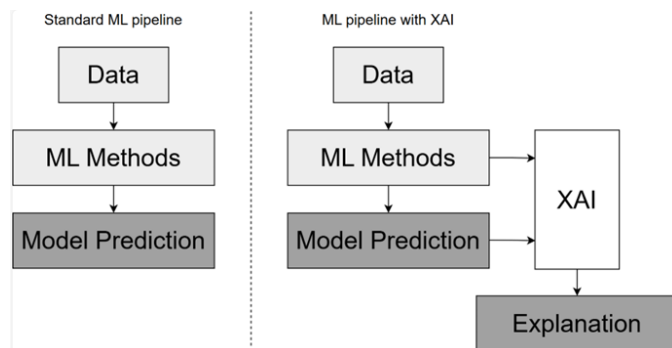 Standard ML pipeline
Data
ML Methods
Model Prediction
ML pipeline with XAI
Data
ML Methods
Model Prediction
XAI
Explanation